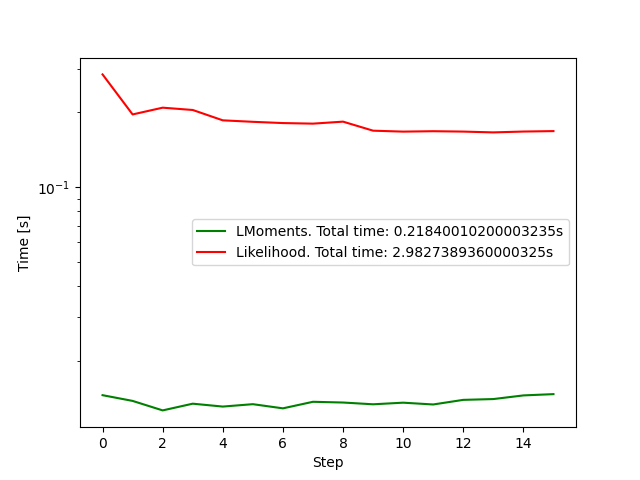 Time [s]
10⁻¹
LMoments. Total time: 0.21840010200003235s
Likelihood. Total time: 2.9827389360000325s
0 2 4 6 8 10 12 14
Step